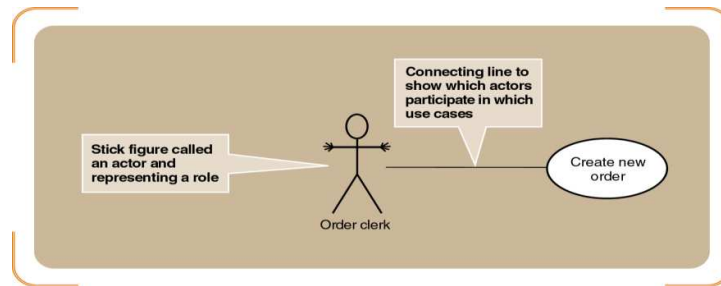 Stick figure called
an actor and
representing a role
Order clerk
Connecting line to
show which actors
participate in which
use cases
Create new
order